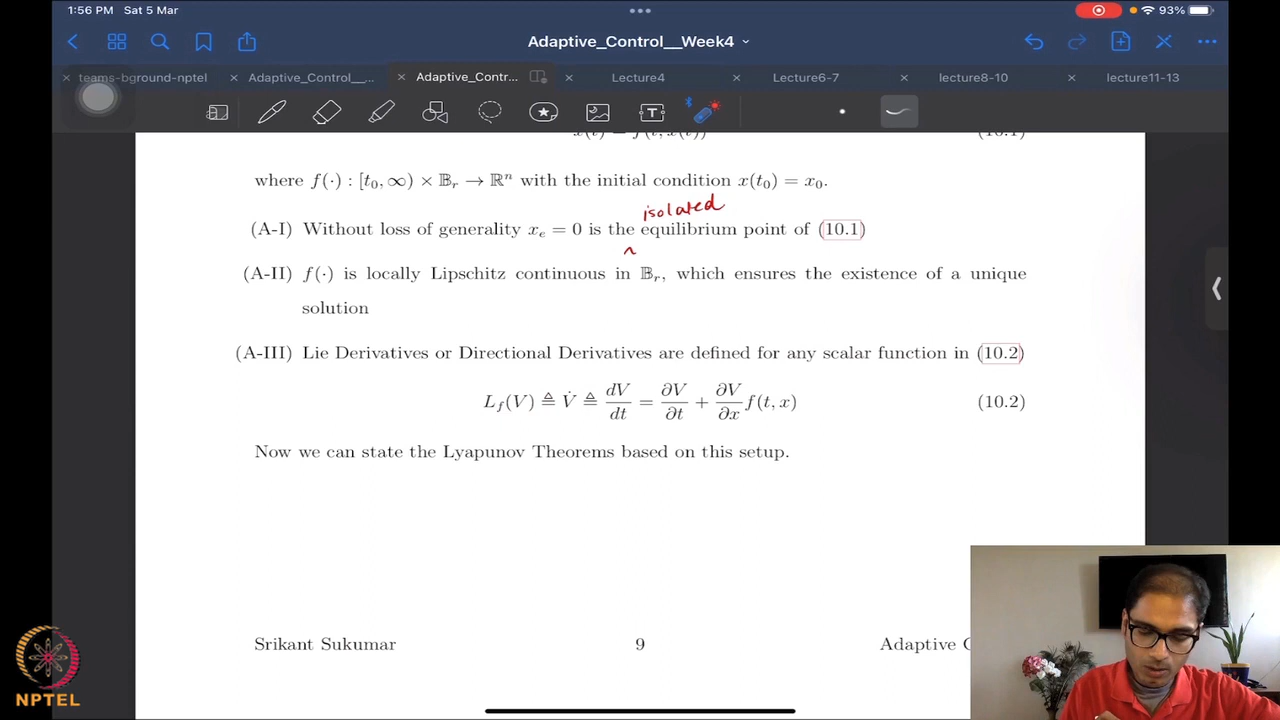 1:56 PM Sat 5 Mar
93%
Adaptive_Control__Week4
teams-bground-nptel
Adaptive_Control__...
Adaptive_Contr...
Lecture4
Lecture6-7
lecture8-10
lecture11-13
where f(·) : [t₀, ∞) × 𝔹ᵣ → ℝⁿ with the initial condition x(t₀) = x₀.
isolated
(A-I) Without loss of generality xₑ = 0 is the equilibrium point of (10.1)
(A-II) f(·) is locally Lipschitz continuous in 𝔹ᵣ, which ensures the existence of a unique
solution
(A-III) Lie Derivatives or Directional Derivatives are defined for any scalar function in (10.2)
L_f(V) ≜ V̇ ≜ dV/dt = ∂V/∂t + ∂V/∂x f(t, x) (10.2)
Now we can state the Lyapunov Theorems based on this setup.
Srikant Sukumar 9 Adaptive
NPTEL